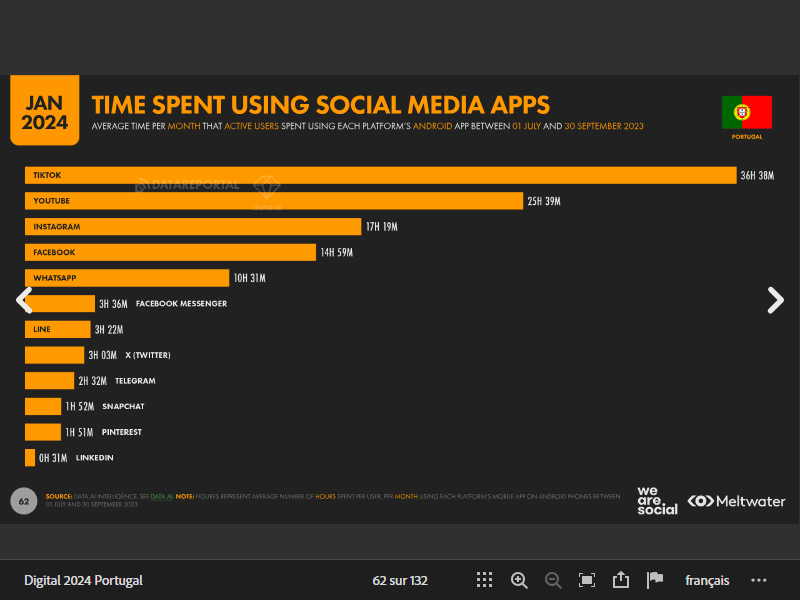 JAN
2024
TIME SPENT USING SOCIAL MEDIA APPS
AVERAGE TIME PER MONTH THAT ACTIVE USERS SPENT USING EACH PLATFORM'S ANDROID APP BETWEEN 01 JULY AND 30 SEPTEMBER 2023
PORTUGAL
TIKTOK 36H 38M
DATAREPORTAL
YOUTUBE 25H 39M
INSTAGRAM 17H 19M
FACEBOOK 14H 59M
WHATSAPP 10H 31M
3H 36M FACEBOOK MESSENGER
LINE 3H 22M
3H 03M X (TWITTER)
2H 32M TELEGRAM
1H 52M SNAPCHAT
1H 51M PINTEREST
0H 31M LINKEDIN
62
SOURCE: DATA.AI INTELLIGENCE. SEE DATA.AI. NOTE: FIGURES REPRESENT AVERAGE NUMBER OF HOURS SPENT PER USER, PER MONTH USING EACH PLATFORM'S MOBILE APP ON ANDROID PHONES BETWEEN
01 JULY AND 30 SEPTEMBER 2023.
we
are
social
Meltwater
Digital 2024 Portugal 62 sur 132 français